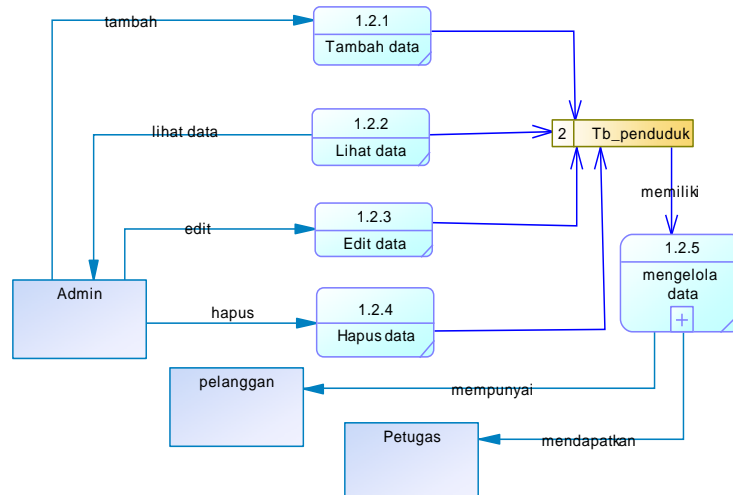 tambah
1.2.1
Tambah data
lihat data
1.2.2
Lihat data
2 Tb_penduduk
memiliki
edit
1.2.3
Edit data
1.2.5
mengelola
data
Admin
hapus
1.2.4
Hapus data
pelanggan
mempunyai
Petugas
mendapatkan